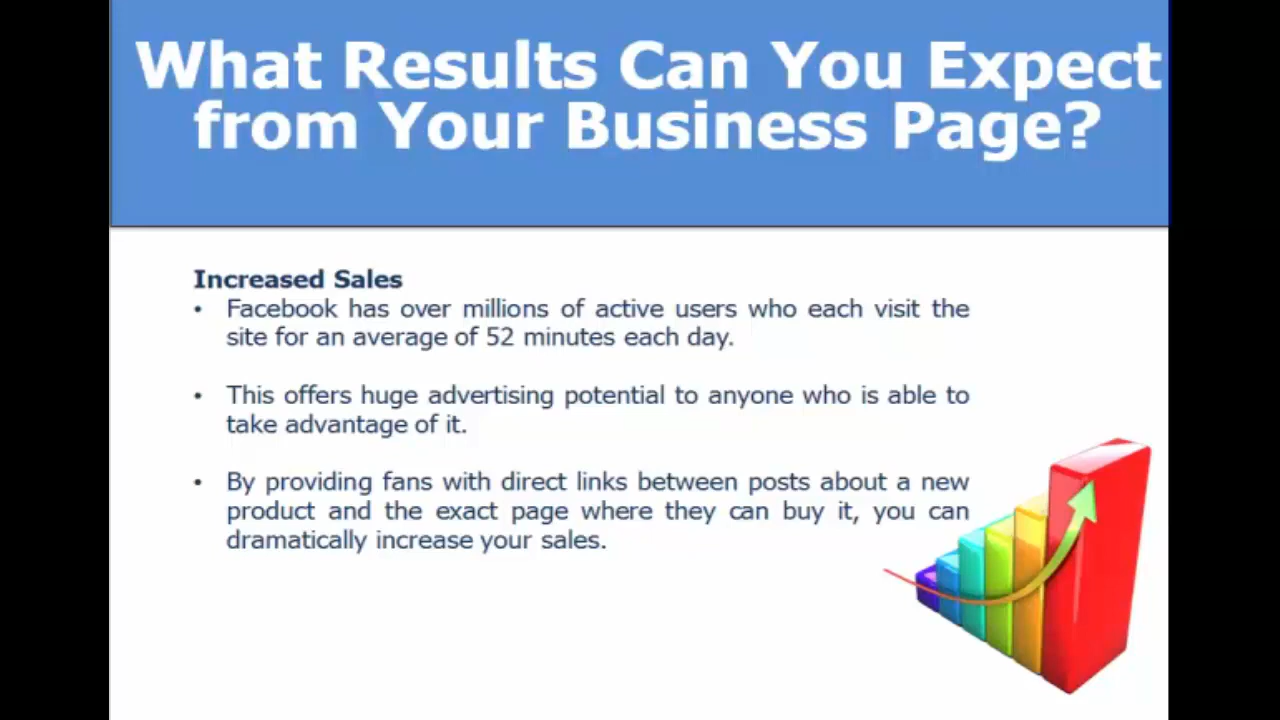 What Results Can You Expect
from Your Business Page?
Increased Sales
• Facebook has over millions of active users who each visit the
site for an average of 52 minutes each day.
• This offers huge advertising potential to anyone who is able to
take advantage of it.
• By providing fans with direct links between posts about a new
product and the exact page where they can buy it, you can
dramatically increase your sales.